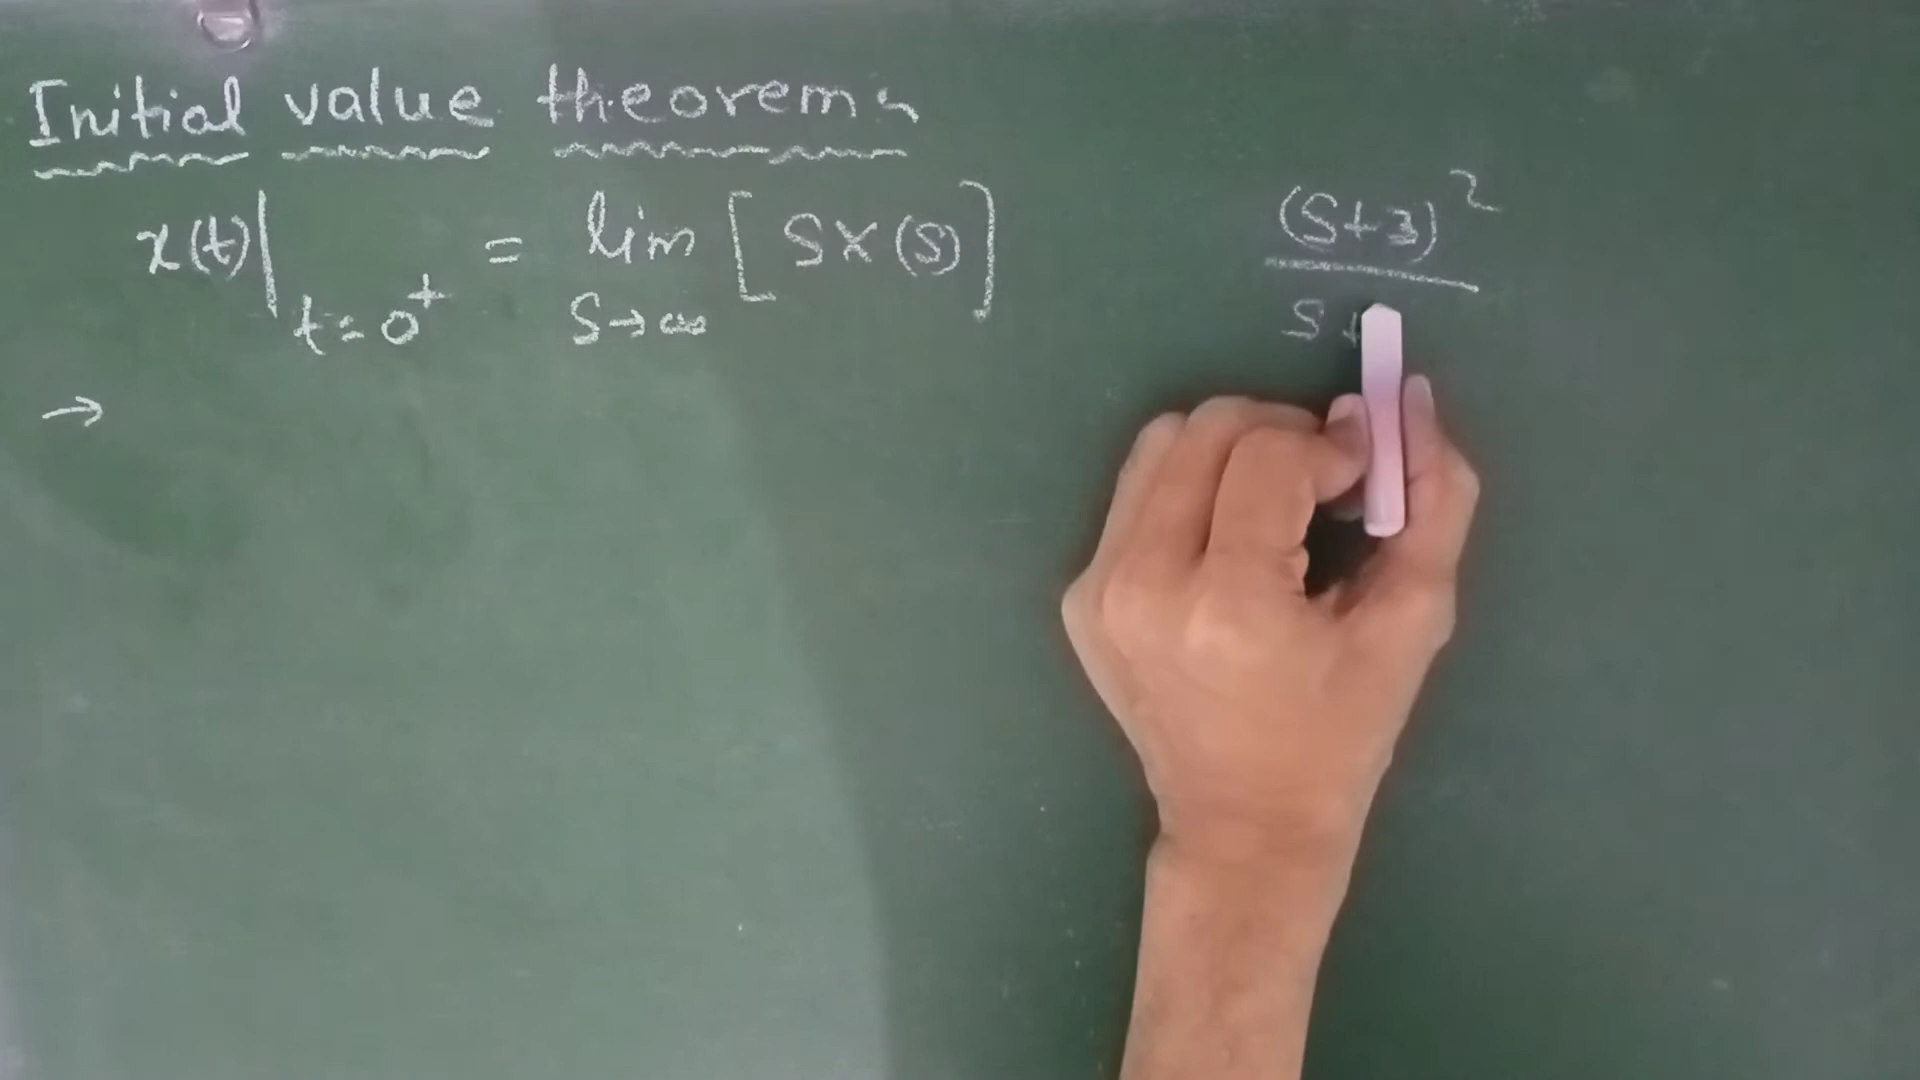 Initial value theorem:
x(t)|t=0⁺ = lim S→∞ [SX(S)]
→
(S+3)²
S+